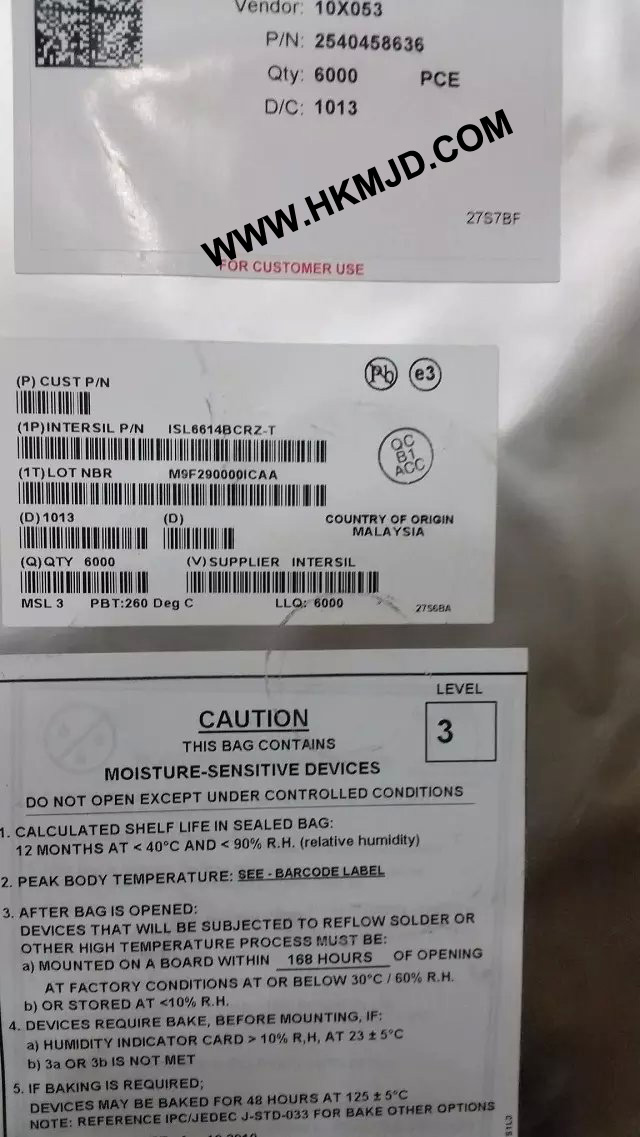 Vendor: 10X053
P/N: 2540458636
Qty: 6000 PCE
D/C: 1013
WWW.HKMJD.COM
27S7BF
FOR CUSTOMER USE
Pb e3
(P) CUST P/N
(1P)INTERSIL P/N ISL6614BCRZ-T
QC
B1
ACC
(1T)LOT NBR M9F290000ICAA
(D)1013 (D)
COUNTRY OF ORIGIN
MALAYSIA
(Q)QTY 6000 (V)SUPPLIER INTERSIL
MSL 3 PBT:260 Deg C LLQ: 6000 27S6BA
LEVEL
3
CAUTION
THIS BAG CONTAINS
MOISTURE-SENSITIVE DEVICES
DO NOT OPEN EXCEPT UNDER CONTROLLED CONDITIONS
1. CALCULATED SHELF LIFE IN SEALED BAG:
12 MONTHS AT < 40°C AND < 90% R.H. (relative humidity)
2. PEAK BODY TEMPERATURE: SEE - BARCODE LABEL
3. AFTER BAG IS OPENED:
DEVICES THAT WILL BE SUBJECTED TO REFLOW SOLDER OR
OTHER HIGH TEMPERATURE PROCESS MUST BE:
a) MOUNTED ON A BOARD WITHIN 168 HOURS OF OPENING
AT FACTORY CONDITIONS AT OR BELOW 30°C / 60% R.H.
b) OR STORED AT <10% R.H.
4. DEVICES REQUIRE BAKE, BEFORE MOUNTING, IF:
a) HUMIDITY INDICATOR CARD > 10% R,H, AT 23 ± 5°C
b) 3a OR 3b IS NOT MET
5. IF BAKING IS REQUIRED;
DEVICES MAY BE BAKED FOR 48 HOURS AT 125 ± 5°C
NOTE: REFERENCE IPC/JEDEC J-STD-033 FOR BAKE OTHER OPTIONS